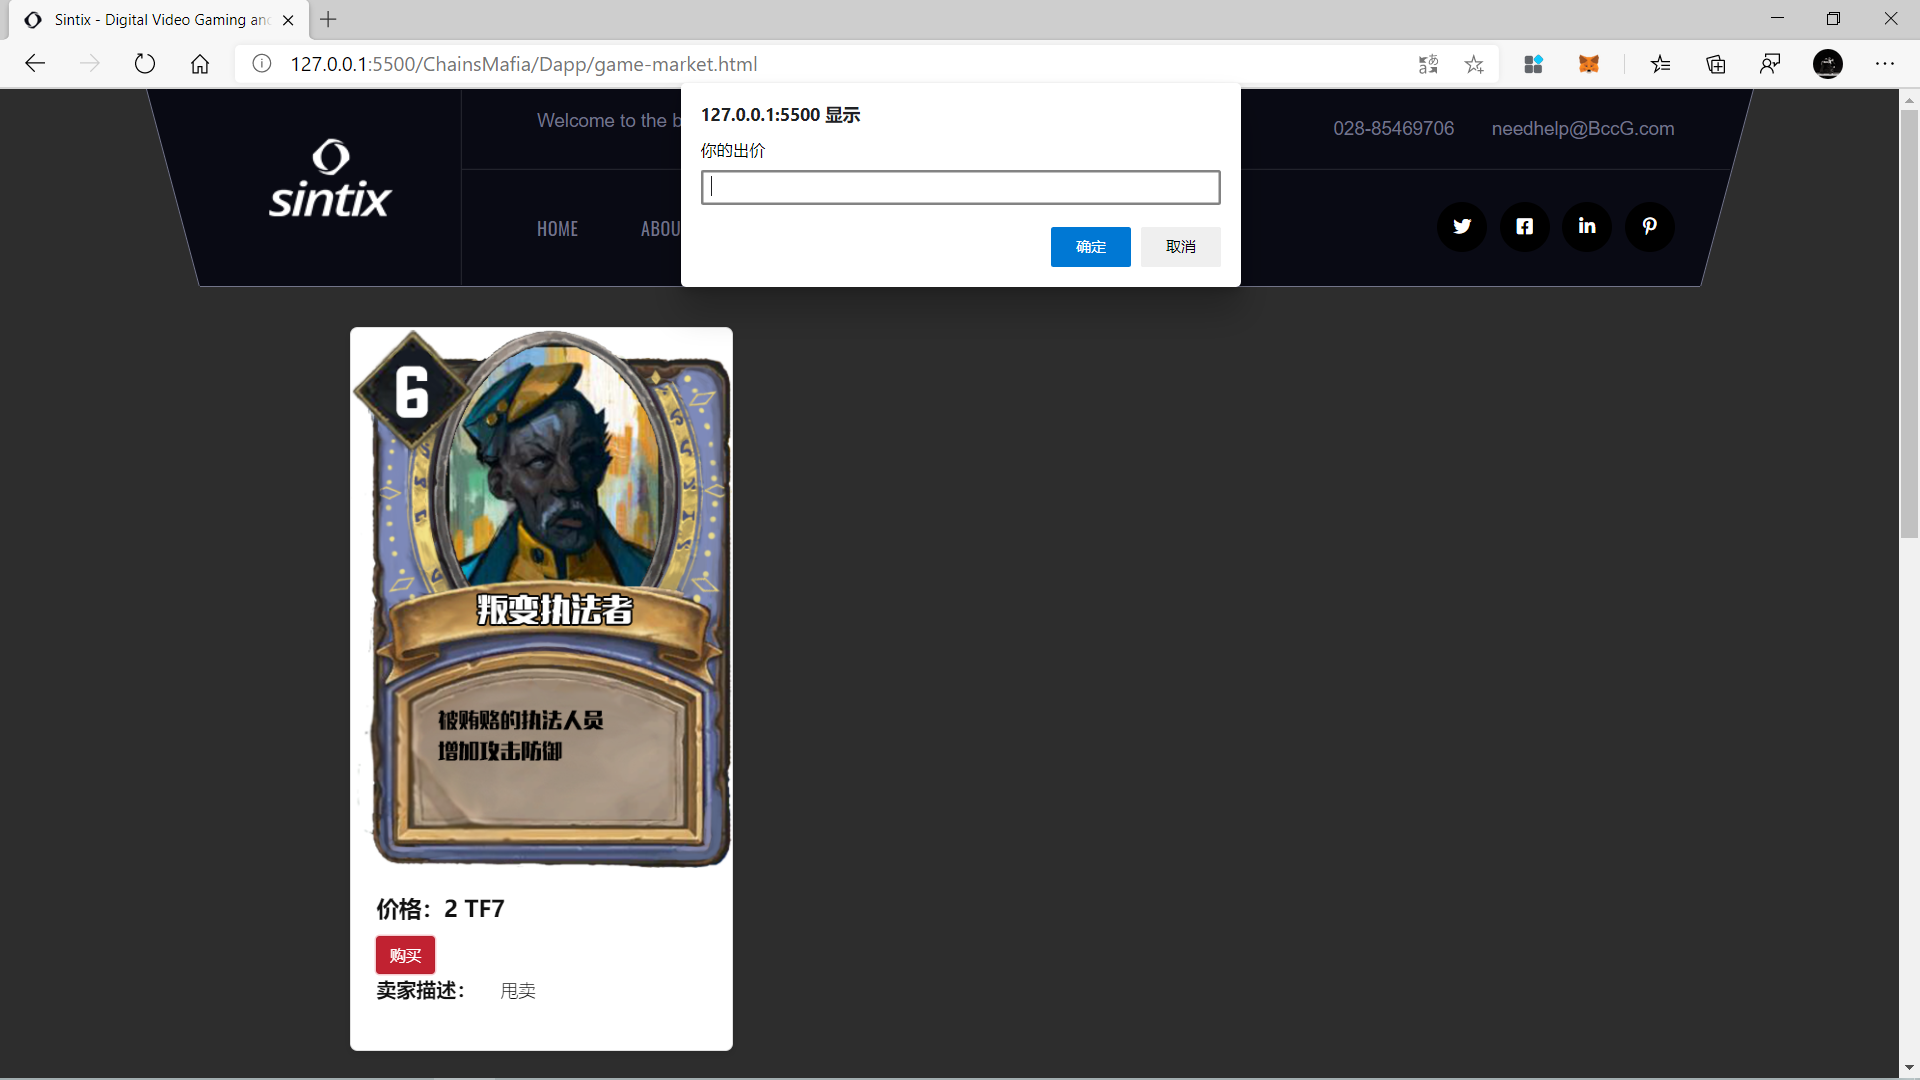 Sintix - Digital Video Gaming and
127.0.0.1:5500/ChainsMafia/Dapp/game-market.html
127.0.0.1:5500 显示
你的出价
确定
取消
Welcome to the b
028-85469706
needhelp@BccG.com
sintix
HOME
ABOU
6
叛变执法者
被贿赂的执法人员
增加攻击防御
价格：2 TF7
购买
卖家描述： 甩卖